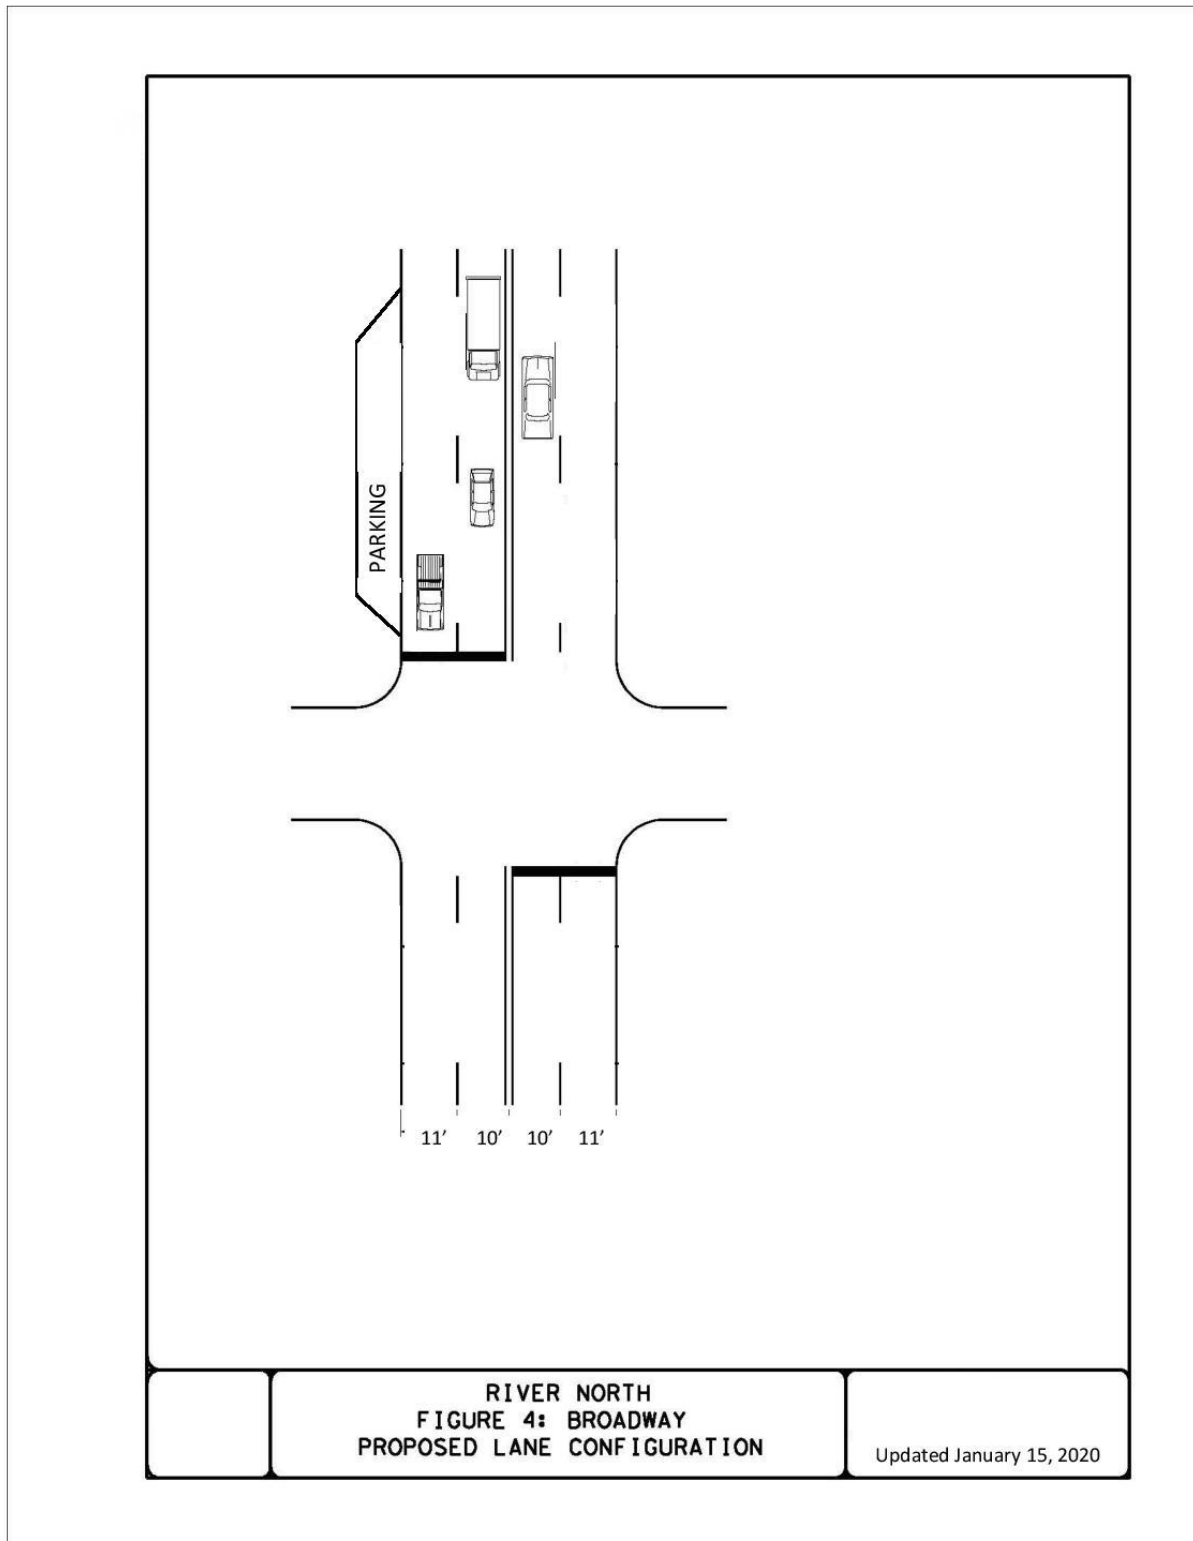 PARKING
11’ 10’ 10’ 11’
RIVER NORTH
FIGURE 4: BROADWAY
PROPOSED LANE CONFIGURATION
Updated January 15, 2020